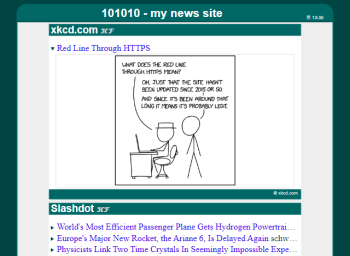 101010 - my news site
13:00
xkcd.com
Red Line Through HTTPS
WHAT DOES THE RED LINE
THROUGH HTTPS MEAN?
OH, JUST THAT THE SITE HASN'T
BEEN UPDATED SINCE 2015 OR SO.
AND SINCE IT'S BEEN AROUND THAT
LONG IT MEANS IT'S PROBABLY LEGIT.
© xkcd.com
Slashdot
World's Most Efficient Passenger Plane Gets Hydrogen Powertrai...
Europe's Major New Rocket, the Ariane 6, Is Delayed Again schw...
Physicists Link Two Time Crystals In Seemingly Impossible Expe...